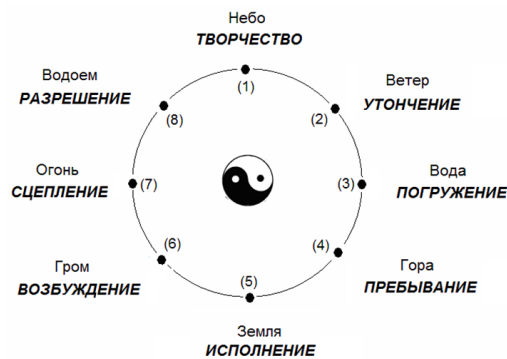 Небо
ТВОРЧЕСТВО
(1)
Ветер
УТОНЧЕНИЕ
(2)
Вода
ПОГРУЖЕНИЕ
(3)
Гора
ПРЕБЫВАНИЕ
(4)
Земля
ИСПОЛНЕНИЕ
(5)
Гром
ВОЗБУЖДЕНИЕ
(6)
Огонь
СЦЕПЛЕНИЕ
(7)
Водоем
РАЗРЕШЕНИЕ
(8)